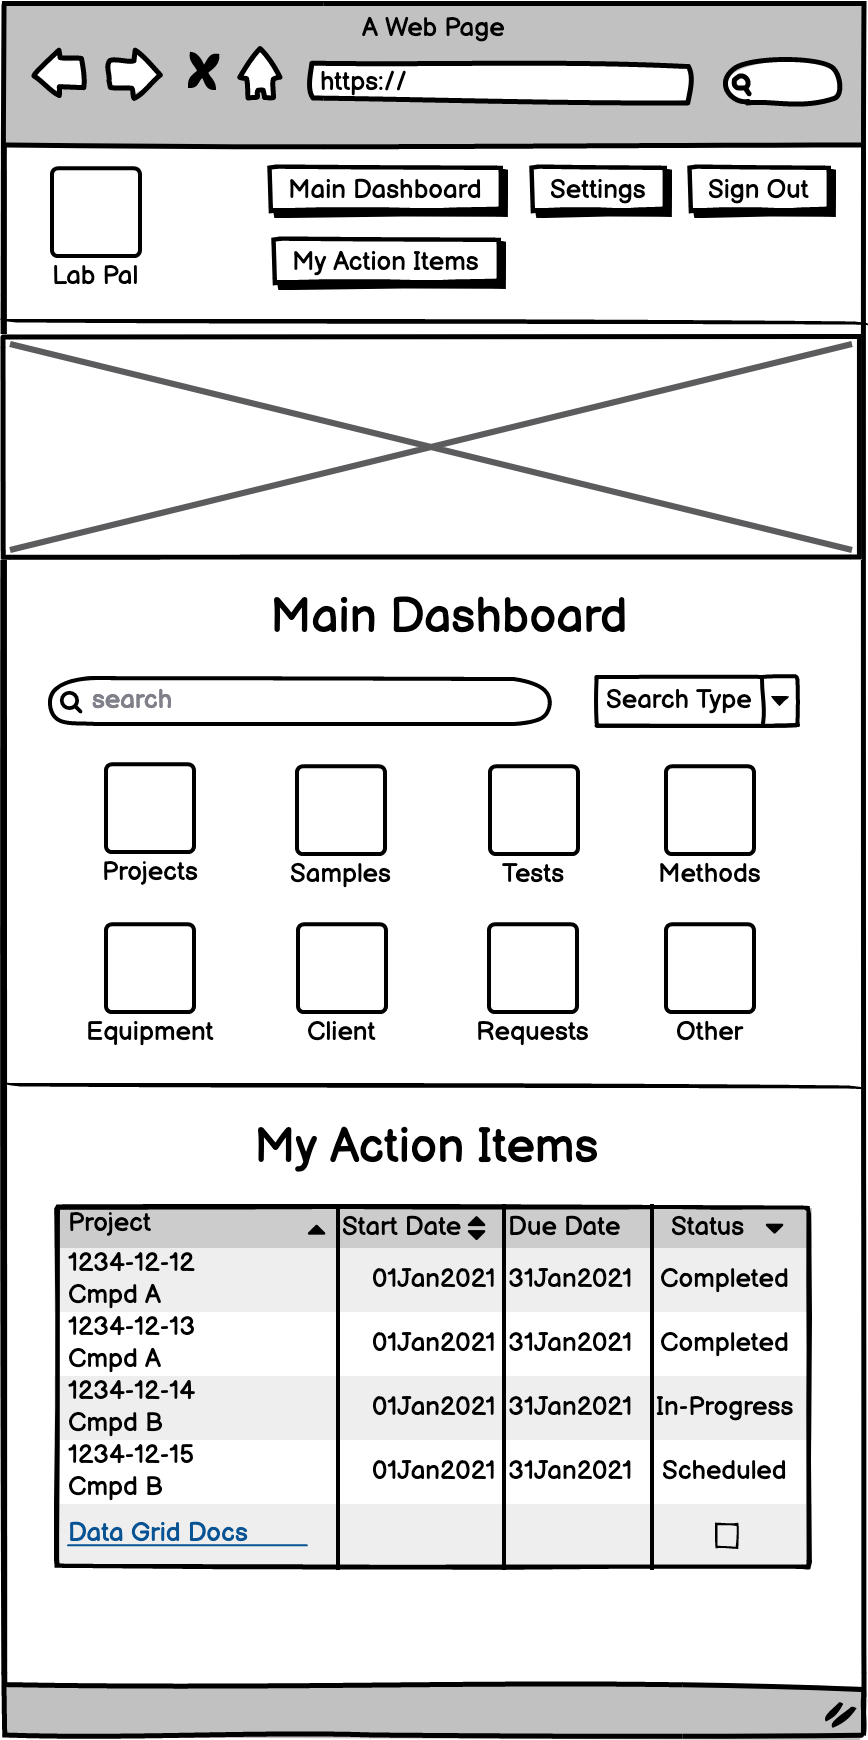 A Web Page
https://
Main Dashboard
Settings
Sign Out
My Action Items
Lab Pal
Main Dashboard
search
Search Type
Projects
Samples
Tests
Methods
Equipment
Client
Requests
Other
My Action Items
Project Start Date Due Date Status
1234-12-12
Cmpd A
01Jan2021 31Jan2021 Completed
1234-12-13
Cmpd A
01Jan2021 31Jan2021 Completed
1234-12-14
Cmpd B
01Jan2021 31Jan2021 In-Progress
1234-12-15
Cmpd B
01Jan2021 31Jan2021 Scheduled
Data Grid Docs